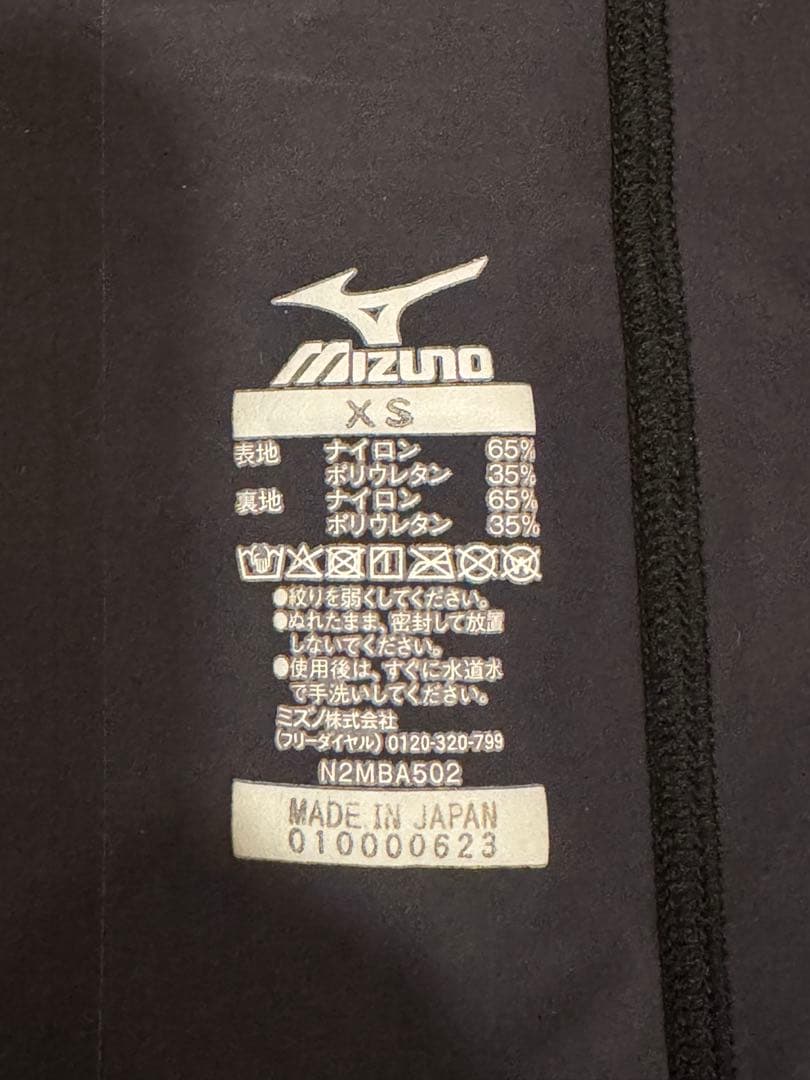 MIZUNO
XS
表地 ナイロン 65%
ポリウレタン 35%
裏地 ナイロン 65%
ポリウレタン 35%
●絞りを弱くしてください。
●ぬれたまま、密封して放置
しないでください。
●使用後は、すぐに水道水
で手洗いしてください。
ミズノ株式会社
(フリーダイヤル) 0120-320-799
N2MBA502
MADE IN JAPAN
010000623